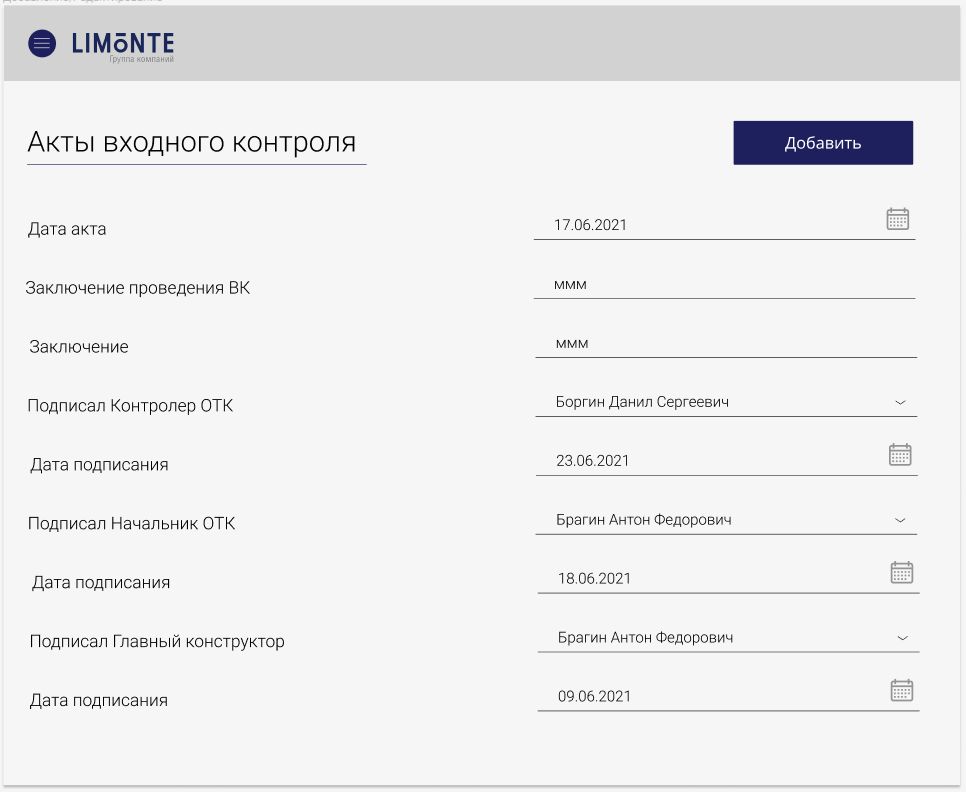 LIMōNTE
Группа компаний
Акты входного контроля
Добавить
Дата акта
17.06.2021
Заключение проведения ВК
ммм
Заключение
ммм
Подписал Контролер ОТК
Боргин Данил Сергеевич
Дата подписания
23.06.2021
Подписал Начальник ОТК
Брагин Антон Федорович
Дата подписания
18.06.2021
Подписал Главный конструктор
Брагин Антон Федорович
Дата подписания
09.06.2021